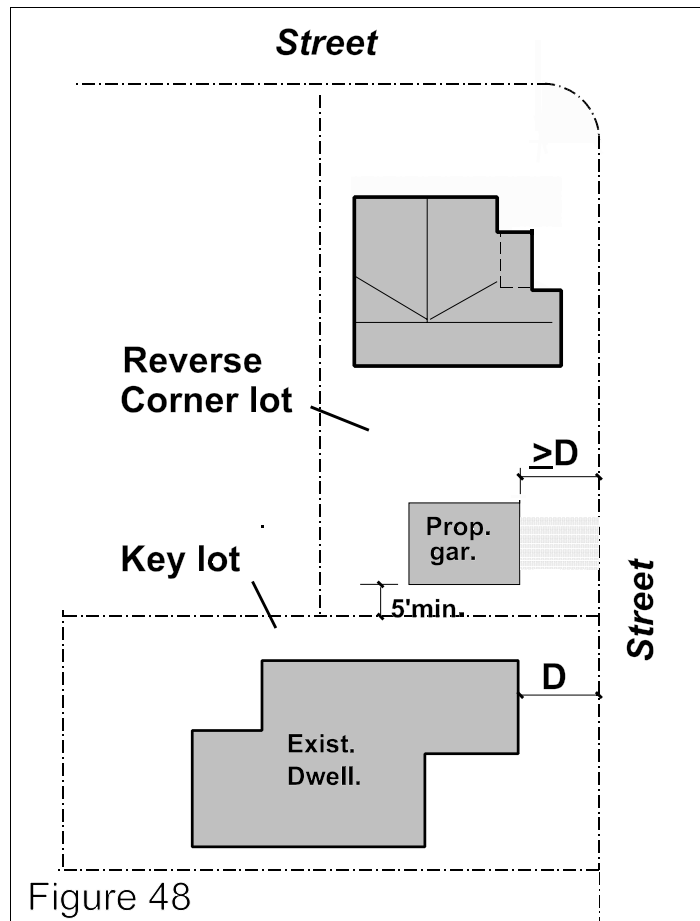 Street
Reverse
Corner lot
≥D
Prop.
gar.
Key lot
5'min.
Street
D
Exist.
Dwell.
Figure 48